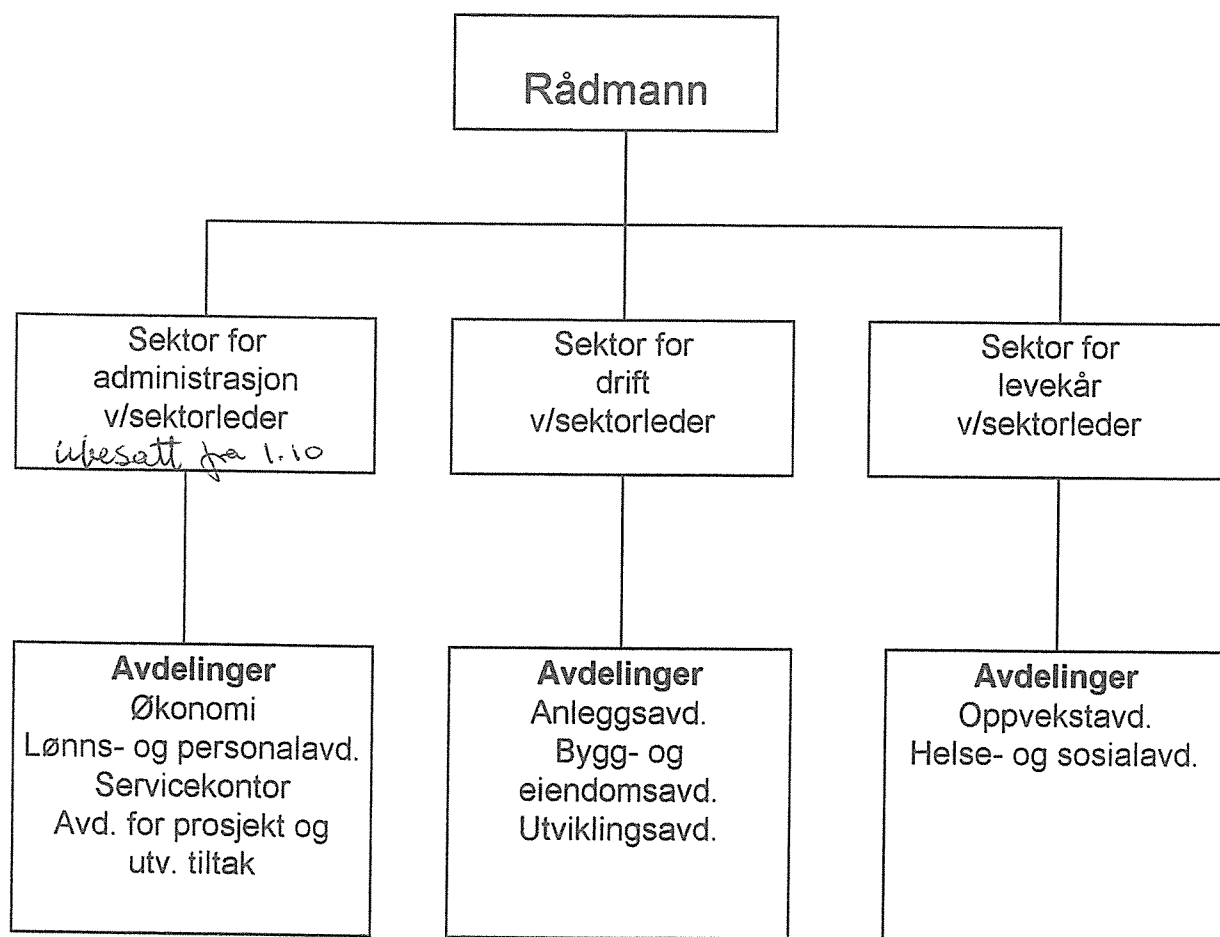 Rådmann
Sektor for
administrasjon
v/sektorleder
ubesatt fra 1.10
Sektor for
drift
v/sektorleder
Sektor for
levekår
v/sektorleder
Avdelinger
Økonomi
Lønns- og personalavd.
Servicekontor
Avd. for prosjekt og
utv. tiltak
Avdelinger
Anleggsavd.
Bygg- og
eiendomsavd.
Utviklingsavd.
Avdelinger
Oppvekstavd.
Helse- og sosialavd.